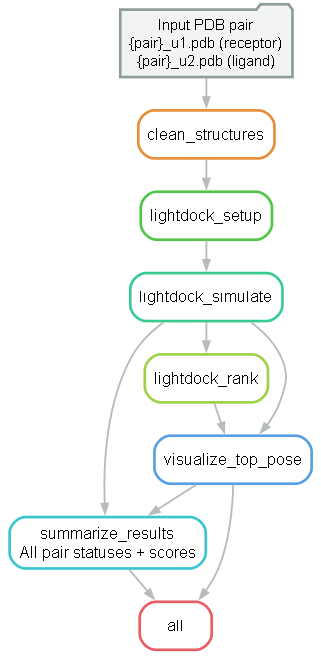 Input PDB pair
{pair}_u1.pdb (receptor)
{pair}_u2.pdb (ligand)
clean_structures
lightdock_setup
lightdock_simulate
lightdock_rank
visualize_top_pose
summarize_results
All pair statuses + scores
all